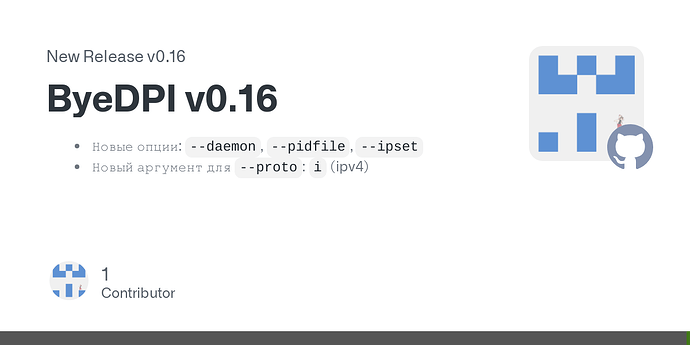 New Release v0.16
ByeDPI v0.16
Новые опции: --daemon, --pidfile, --ipset
Новый аргумент для --proto: i (ipv4)
1
Contributor